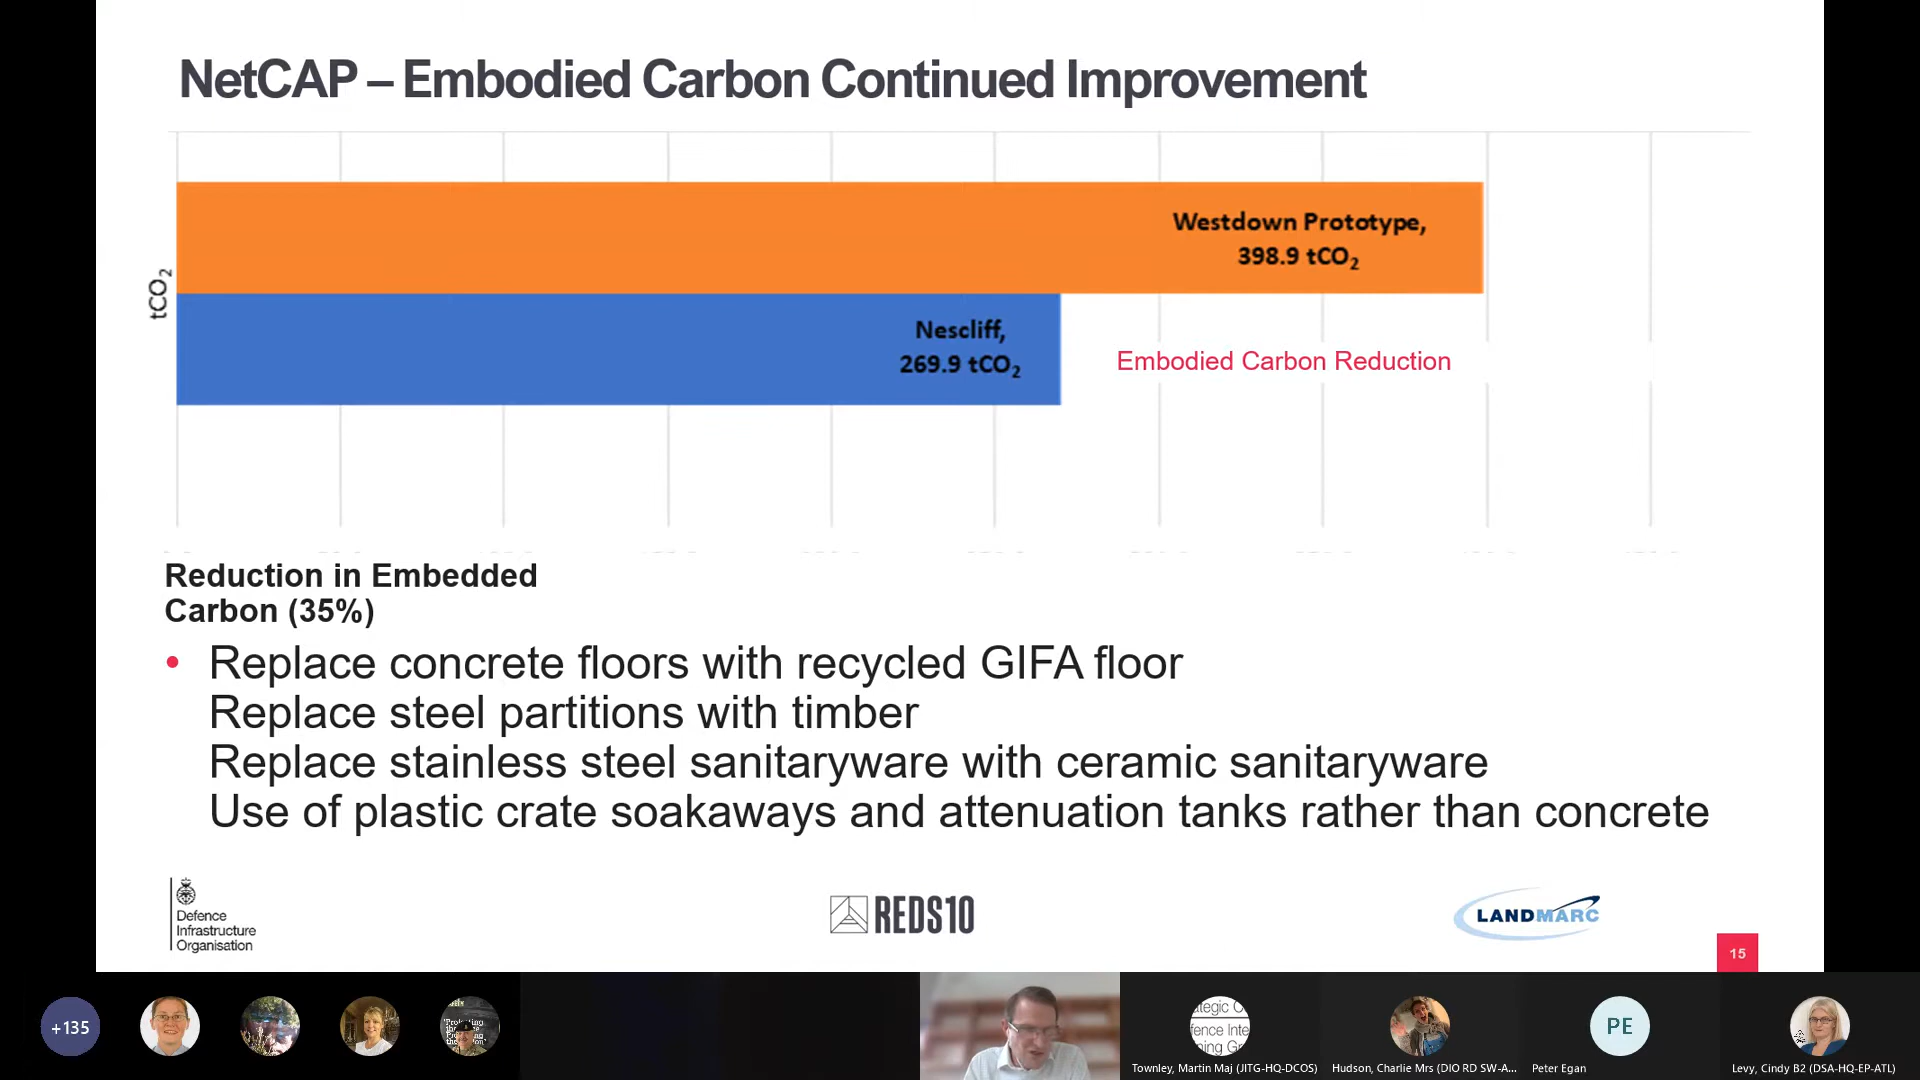 NetCAP – Embodied Carbon Continued Improvement
Westdown Prototype,
398.9 tCO₂
tCO₂
Nescliff,
269.9 tCO₂
Embodied Carbon Reduction
Reduction in Embedded
Carbon (35%)
• Replace concrete floors with recycled GIFA floor
Replace steel partitions with timber
Replace stainless steel sanitaryware with ceramic sanitaryware
Use of plastic crate soakaways and attenuation tanks rather than concrete
Defence
Infrastructure
Organisation
REDS10
LANDMARC
15
+135
PE
Townley, Martin Maj (JITG-HQ-DCOS)
Hudson, Charlie Mrs (DIO RD SW-A...
Peter Egan
Levy, Cindy B2 (DSA-HQ-EP-ATL)